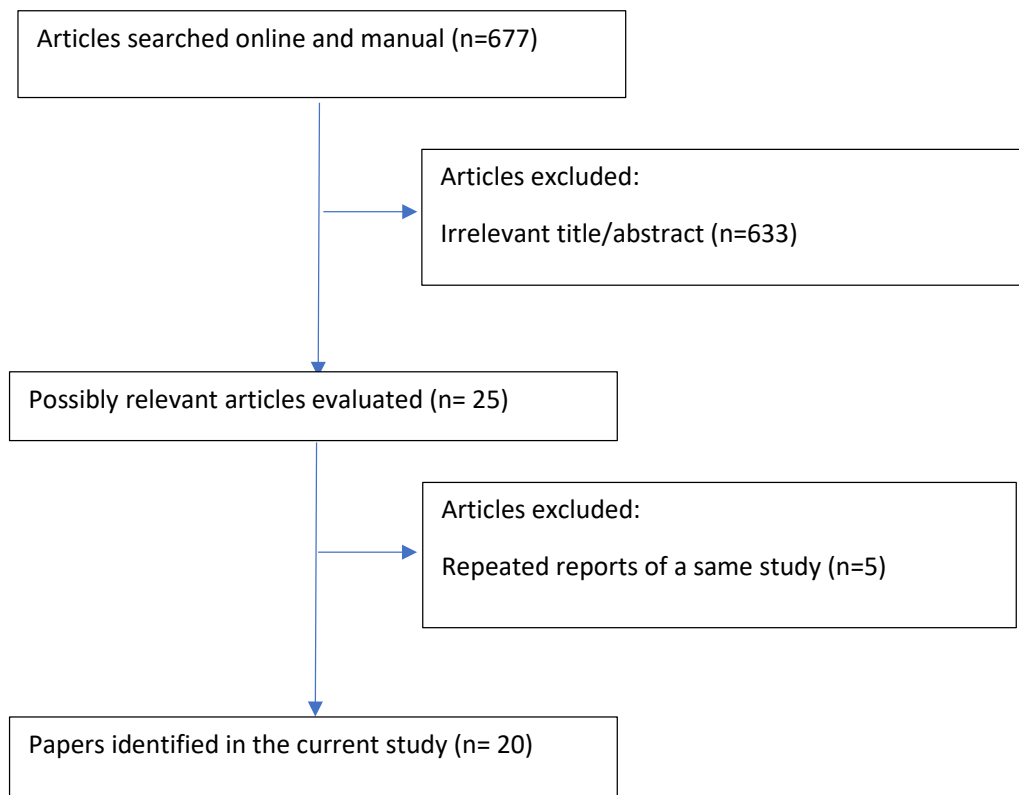 Articles searched online and manual (n=677)
Articles excluded:
Irrelevant title/abstract (n=633)
Possibly relevant articles evaluated (n= 25)
Articles excluded:
Repeated reports of a same study (n=5)
Papers identified in the current study (n= 20)